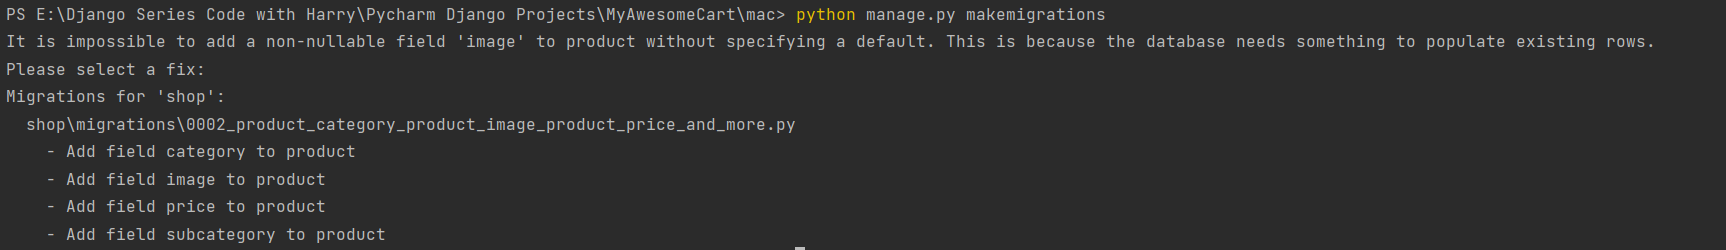 PS E:\Django Series Code with Harry\Pycharm Django Projects\MyAwesomeCart\mac> python manage.py makemigrations
It is impossible to add a non-nullable field 'image' to product without specifying a default. This is because the database needs something to populate existing rows.
Please select a fix:
Migrations for 'shop':
  shop\migrations\0002_product_category_product_image_product_price_and_more.py
    - Add field category to product
    - Add field image to product
    - Add field price to product
    - Add field subcategory to product